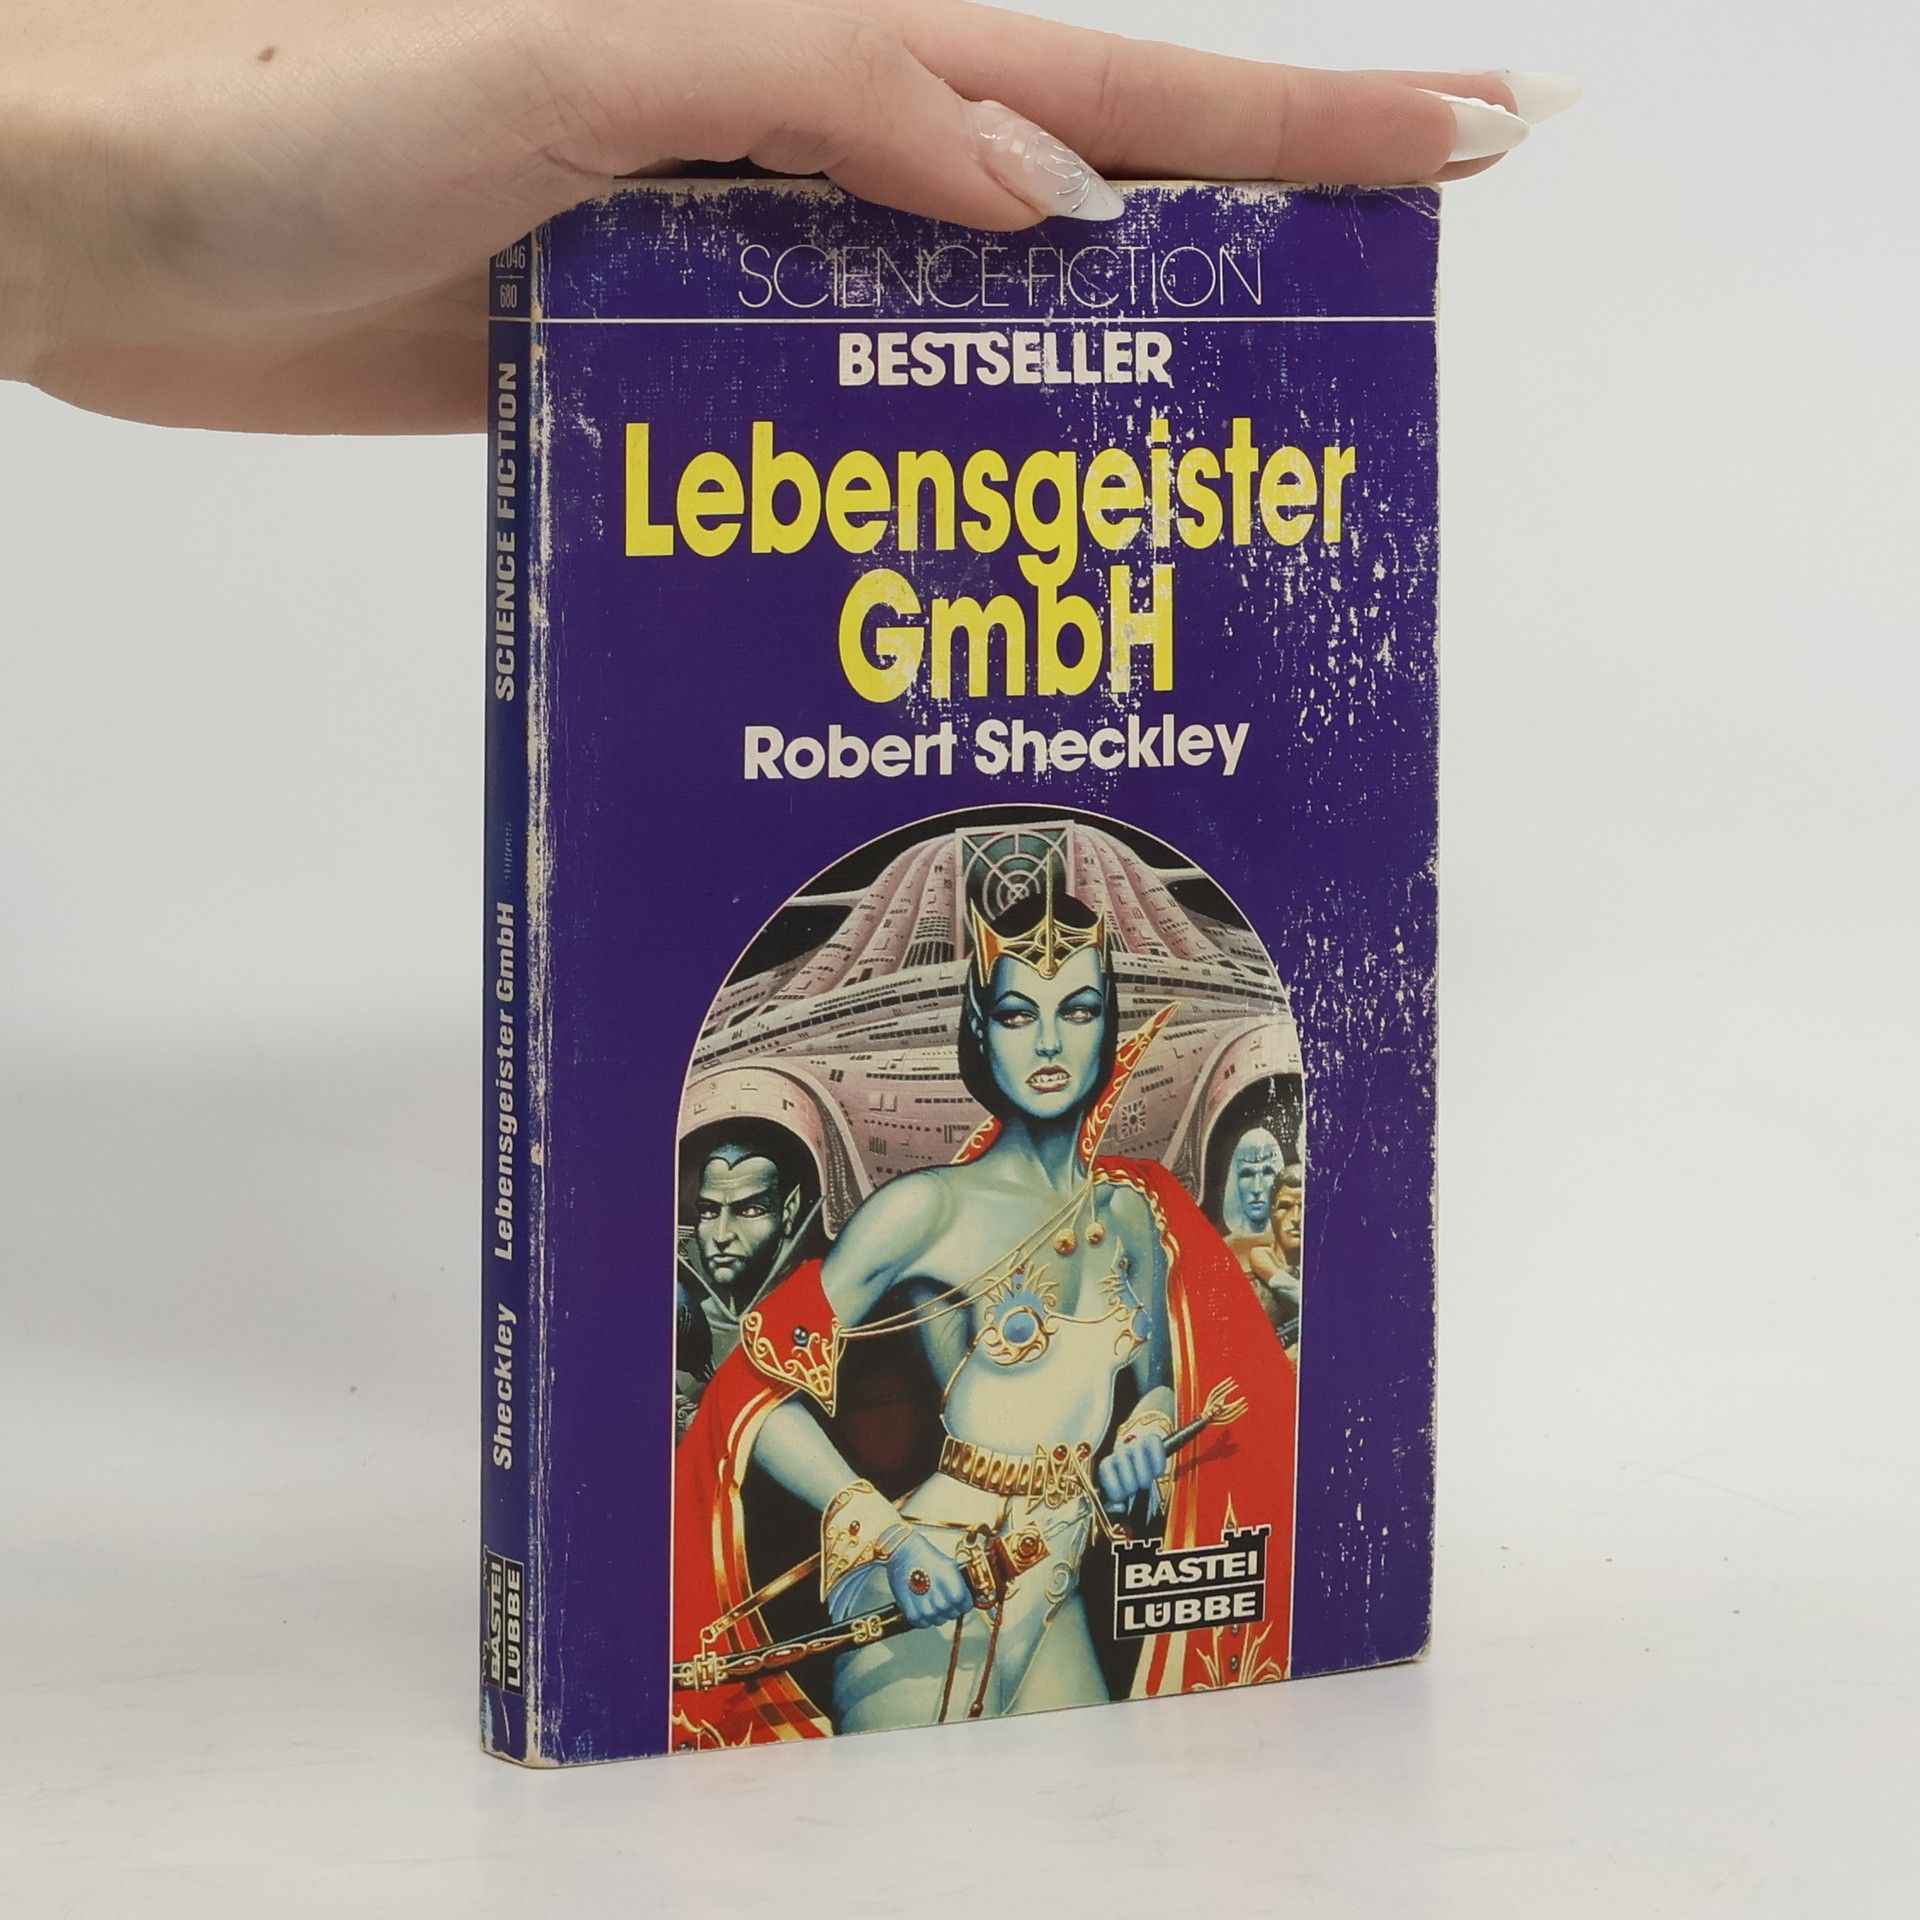 SCIENCE FICTION
BESTSELLER
Lebensgeister
GmbH
Robert Sheckley
BASTEI
LÜBBE
22046
680
SCIENCE FICTION
Sheckley Lebensgeister GmbH
BASTEI
LÜBBE